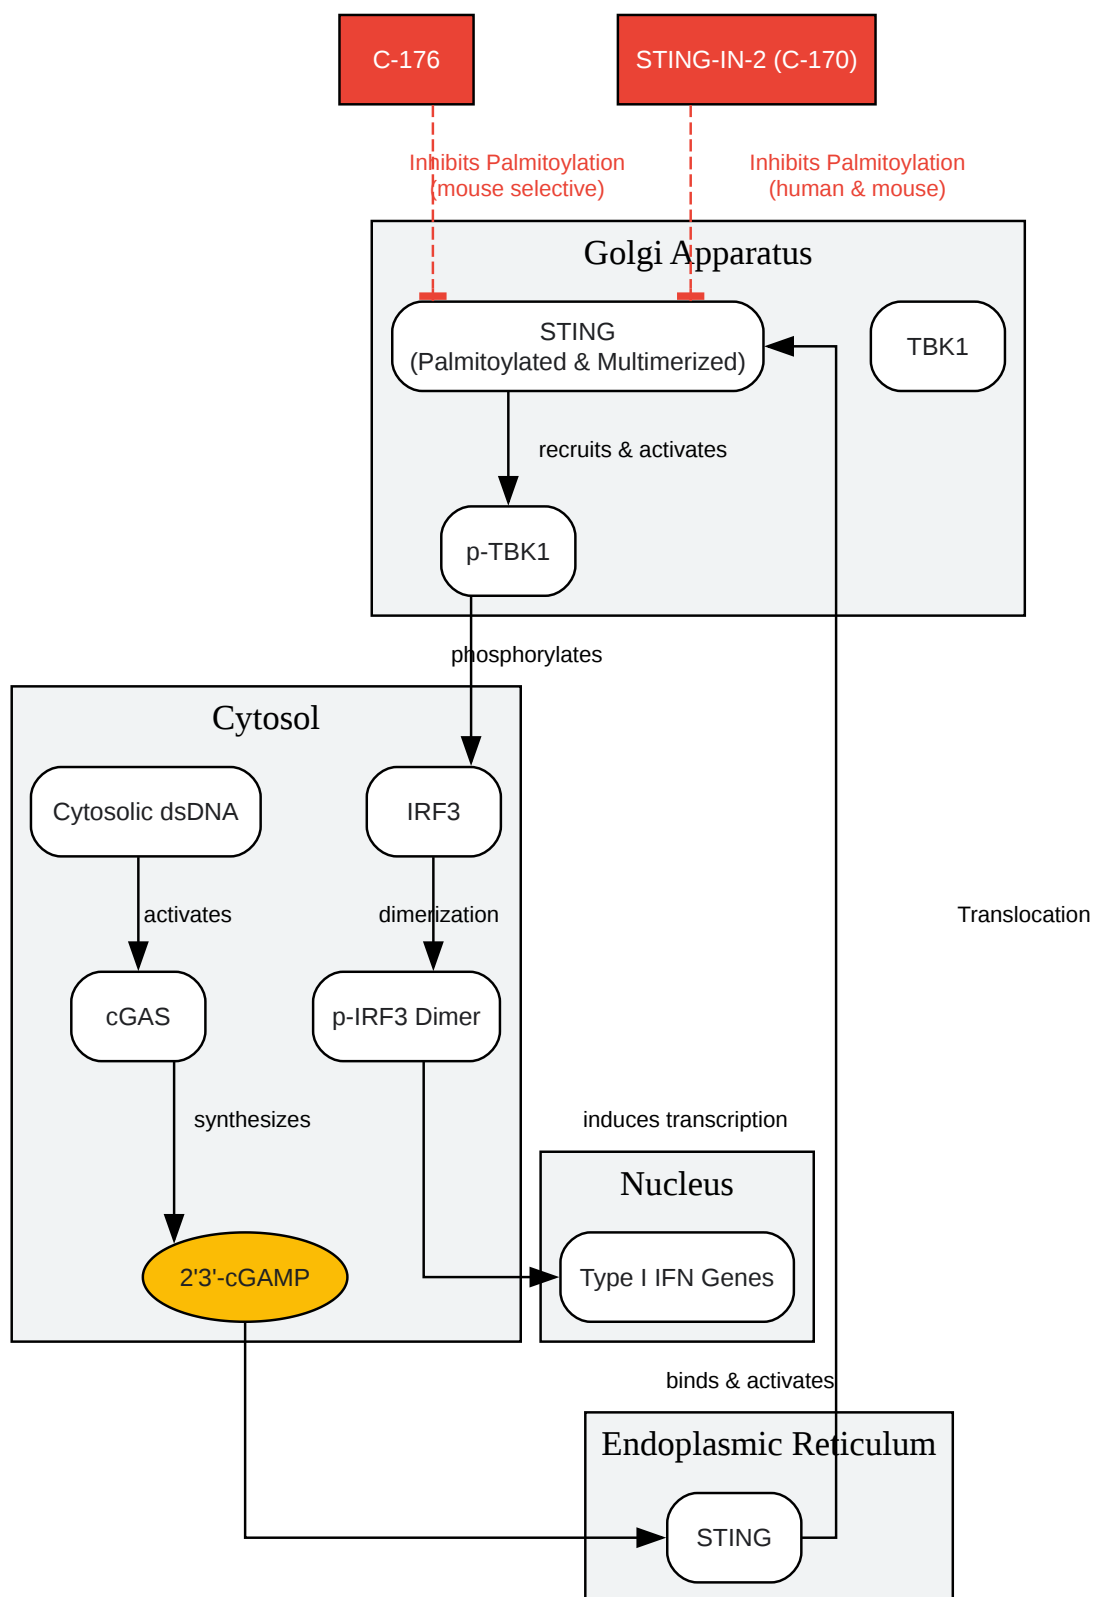 C-176
STING-IN-2 (C-170)
Inhibits Palmitoylation
(mouse selective)
Inhibits Palmitoylation
(human & mouse)
Golgi Apparatus
STING
(Palmitoylated & Multimerized)
TBK1
recruits & activates
p-TBK1
phosphorylates
Cytosol
Cytosolic dsDNA
IRF3
activates
dimerization
Translocation
cGAS
p-IRF3 Dimer
synthesizes
induces transcription
Nucleus
2'3'-cGAMP
Type I IFN Genes
binds & activates
Endoplasmic Reticulum
STING